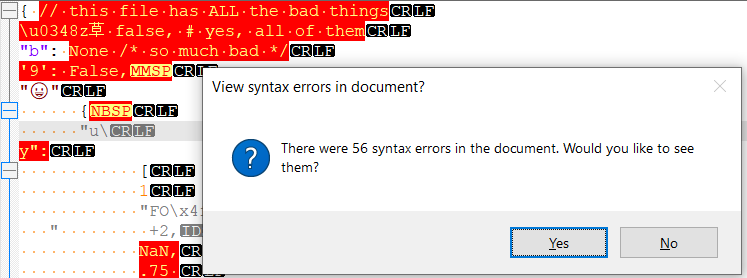 { // this file has ALL the bad things CRLF
\u0348z草 false, # yes, all of them CRLF
"b": None /* so much bad */ CRLF
'9': False, MMSP CRLF
"😀" CRLF
{ NBSP CRLF
"u\ CRLF
y": CRLF
[ CRLF
1 CRLF
"FO\x4
" +2,
NaN,
.75
View syntax errors in document?
There were 56 syntax errors in the document. Would you like to see
them?
Yes No